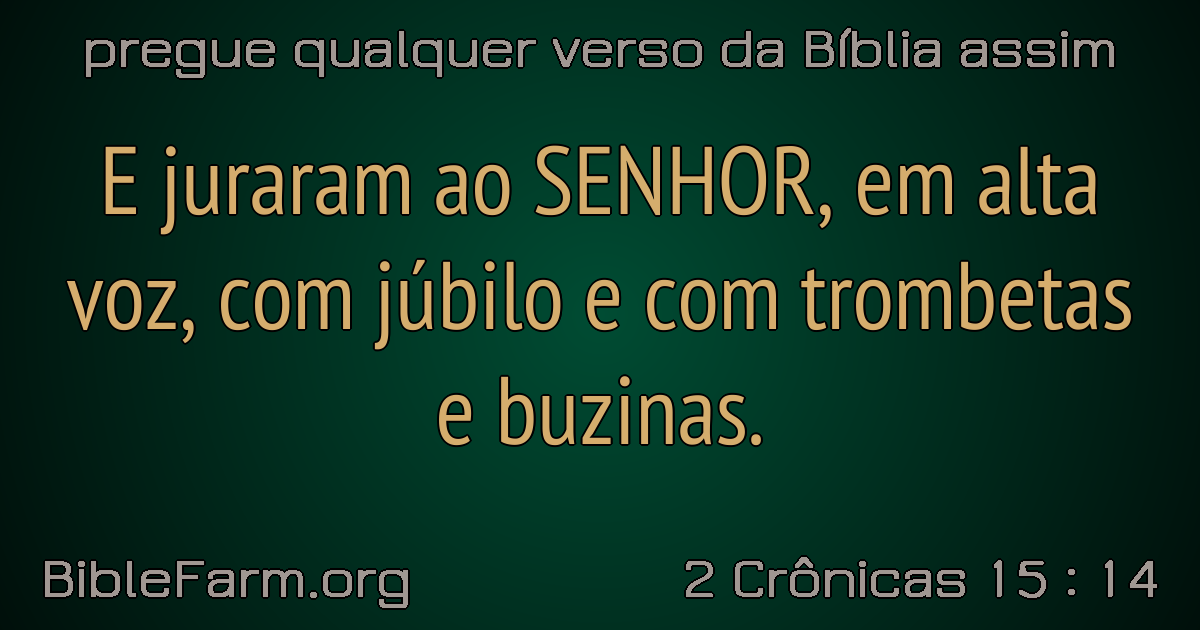 pregue qualquer verso da Bíblia assim
E juraram ao SENHOR, em alta
voz, com júbilo e com trombetas
e buzinas.
BibleFarm.org
2 Crônicas 15 : 14